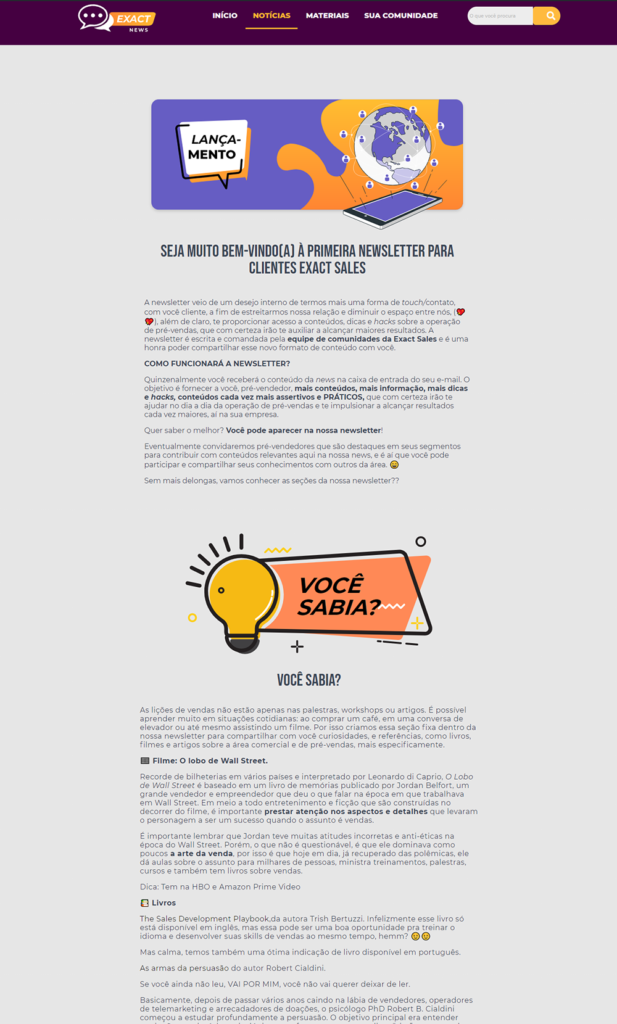 EXACT
NEWS
INÍCIO
NOTÍCIAS
MATERIAIS
SUA COMUNIDADE
O que você procura
LANÇA-
MENTO
SEJA MUITO BEM-VINDO(A) À PRIMEIRA NEWSLETTER PARA
CLIENTES EXACT SALES
A newsletter veio de um desejo interno de termos mais uma forma de touch/contato,
com você cliente, a fim de estreitarmos nossa relação e diminuir o espaço entre nós, (💖
💖), além de claro, te proporcionar acesso a conteúdos, dicas e hacks sobre a operação
de pré-vendas, que com certeza irão te auxiliar a alcançar maiores resultados. A
newsletter é escrita e comandada pela equipe de comunidades da Exact Sales e é uma
honra poder compartilhar esse novo formato de conteúdo com você.
COMO FUNCIONARÁ A NEWSLETTER?
Quinzenalmente você receberá o conteúdo da news na caixa de entrada do seu e-mail. O
objetivo é fornecer a você, pré-vendedor, mais conteúdos, mais informação, mais dicas
e hacks, conteúdos cada vez mais assertivos e PRÁTICOS, que com certeza irão te
ajudar no dia a dia da operação de pré-vendas e te impulsionar a alcançar resultados
cada vez maiores, aí na sua empresa.
Quer saber o melhor? Você pode aparecer na nossa newsletter!
Eventualmente convidaremos pré-vendedores que são destaques em seus segmentos
para contribuir com conteúdos relevantes aqui na nossa news, e é aí que você pode
participar e compartilhar seus conhecimentos com outros da área.
Sem mais delongas, vamos conhecer as seções da nossa newsletter??
VOCÊ
SABIA?
VOCÊ SABIA?
As lições de vendas não estão apenas nas palestras, workshops ou artigos. É possível
aprender muito em situações cotidianas: ao comprar um café, em uma conversa de
elevador ou até mesmo assistindo um filme. Por isso criamos essa seção fixa dentro da
nossa newsletter para compartilhar com você curiosidades, e referências, como livros,
filmes e artigos sobre a área comercial e de pré-vendas, mais especificamente.
Filme: O lobo de Wall Street.
Recorde de bilheterias em vários países e interpretado por Leonardo di Caprio, O Lobo
de Wall Street é baseado em um livro de memórias publicado por Jordan Belfort, um
grande vendedor e empreendedor que deu o que falar na época em que trabalhava
em Wall Street. Em meio a todo entretenimento e ficção que são construídas no
decorrer do filme, é importante prestar atenção nos aspectos e detalhes que levaram
o personagem a ser um sucesso quando o assunto é vendas.
É importante lembrar que Jordan teve muitas atitudes incorretas e anti-éticas na
época do Wall Street. Porém, o que não é questionável, é que ele dominava como
poucos a arte da venda, por isso é que hoje em dia, já recuperado das polêmicas, ele
dá aulas sobre o assunto para milhares de pessoas, ministra treinamentos, palestras,
cursos e também tem livros sobre vendas.
Dica: Tem na HBO e Amazon Prime Video
Livros
The Sales Development Playbook,da autora Trish Bertuzzi. Infelizmente esse livro só
está disponível em inglês, mas essa pode ser uma boa oportunidade pra treinar o
idioma e desenvolver suas skills de vendas ao mesmo tempo, hemm?
Mas calma, temos também uma ótima indicação de livro disponível em português.
As armas da persuasão do autor Robert Cialdini.
Se você ainda não leu, VAI POR MIM, você não vai querer deixar de ler.
Basicamente, depois de passar vários anos caindo na lábia de vendedores, operadores
de telemarketing e arrecadadores de doações, o psicólogo PhD Robert B. Cialdini
começou a estudar profundamente a persuasão. O objetivo principal era entender